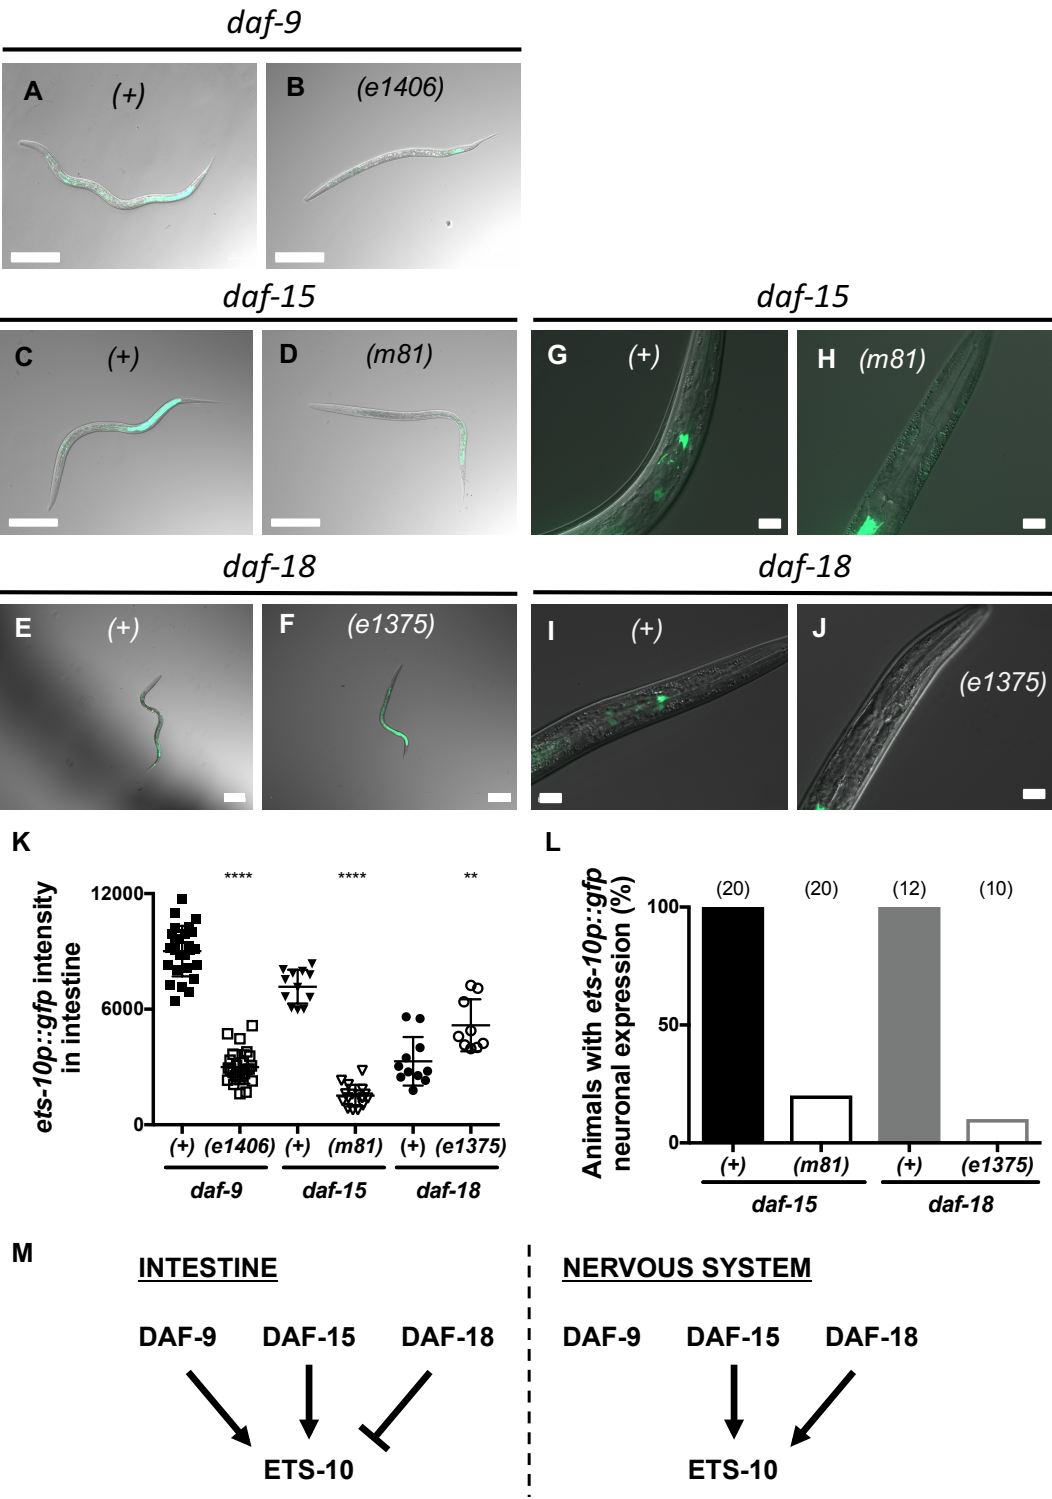 daf-9
A (+) B (e1406)
daf-15 daf-15
C (+) D (m81) G (+) H (m81)
daf-18 daf-18
E (+) F (e1375) I (+) J (e1375)
K
ets-10p::gfp intensity
in intestine
12000
6000
0
**** **** **
(+) (e1406) (+) (m81) (+) (e1375)
daf-9 daf-15 daf-18
L
Animals with ets-10p::gfp
neuronal expression (%)
100
50
0
(20) (20) (12) (10)
(+) (m81) (+) (e1375)
daf-15 daf-18
M
INTESTINE NERVOUS SYSTEM
DAF-9 DAF-15 DAF-18 DAF-9 DAF-15 DAF-18
ETS-10 ETS-10